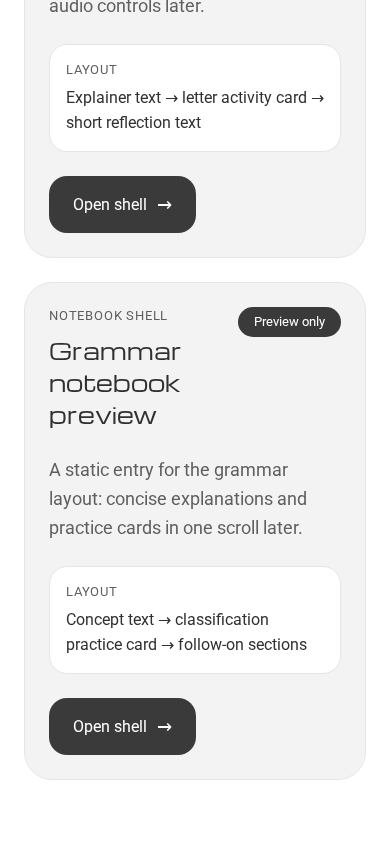 audio controls later.
LAYOUT
Explainer text → letter activity card →
short reflection text
Open shell →
NOTEBOOK SHELL
Preview only
Grammar
notebook
preview
A static entry for the grammar
layout: concise explanations and
practice cards in one scroll later.
LAYOUT
Concept text → classification
practice card → follow-on sections
Open shell →